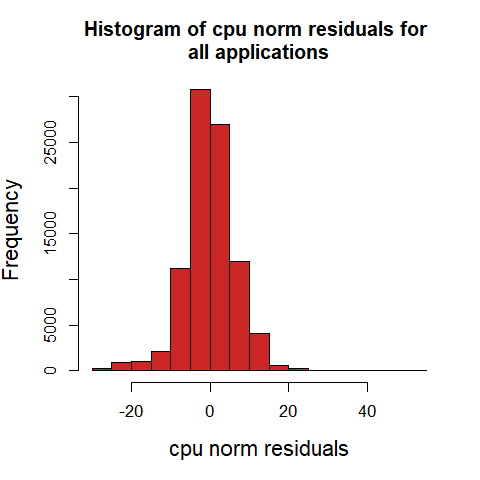 Histogram of cpu norm residuals for
all applications
Frequency
25000
15000
5000
0
-20 0 20 40
cpu norm residuals